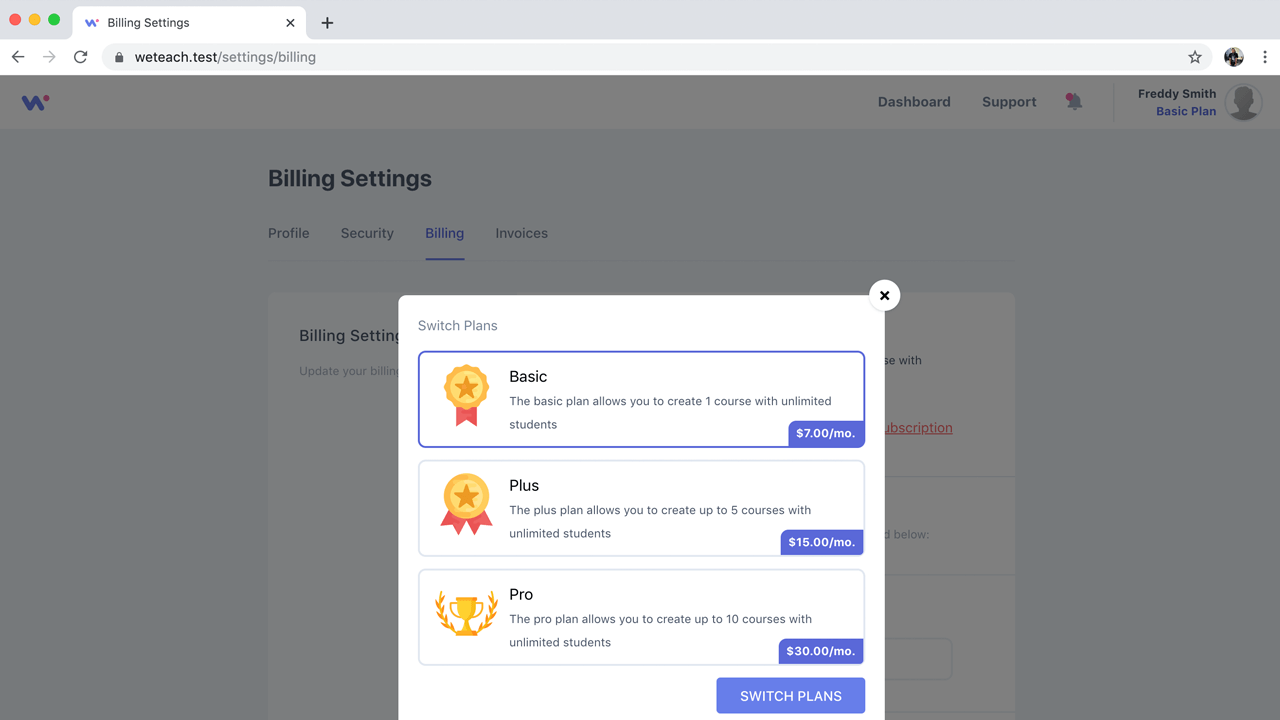 Billing Settings
weteach.test/settings/billing
Dashboard
Support
Freddy Smith
Basic Plan
Billing Settings
Profile
Security
Billing
Invoices
Billing
Update your
Switch Plans
Basic
The basic plan allows you to create 1 course with unlimited
students
$7.00/mo.
Plus
The plus plan allows you to create up to 5 courses with
unlimited students
$15.00/mo.
Pro
The pro plan allows you to create up to 10 courses with
unlimited students
$30.00/mo.
SWITCH PLANS
with
below: